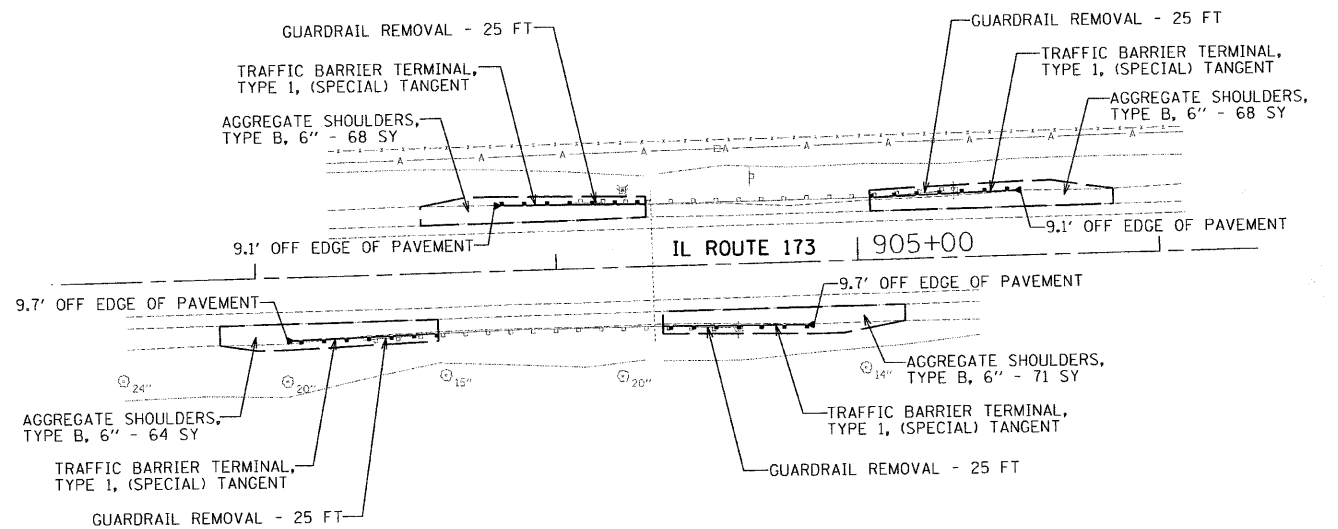 GUARDRAIL REMOVAL - 25 FT
TRAFFIC BARRIER TERMINAL,
TYPE 1, (SPECIAL) TANGENT
AGGREGATE SHOULDERS,
TYPE B, 6" - 68 SY
GUARDRAIL REMOVAL - 25 FT
TRAFFIC BARRIER TERMINAL,
TYPE 1, (SPECIAL) TANGENT
AGGREGATE SHOULDERS,
TYPE B, 6" - 68 SY
A A A A A A A A A A
9.1' OFF EDGE OF PAVEMENT
9.1' OFF EDGE OF PAVEMENT
IL ROUTE 173
905+00
9.7' OFF EDGE OF PAVEMENT
9.7' OFF EDGE OF PAVEMENT
24"
20"
15"
20"
14"
AGGREGATE SHOULDERS,
TYPE B, 6" - 64 SY
TRAFFIC BARRIER TERMINAL,
TYPE 1, (SPECIAL) TANGENT
GUARDRAIL REMOVAL - 25 FT
AGGREGATE SHOULDERS,
TYPE B, 6" - 71 SY
TRAFFIC BARRIER TERMINAL,
TYPE 1, (SPECIAL) TANGENT
GUARDRAIL REMOVAL - 25 FT